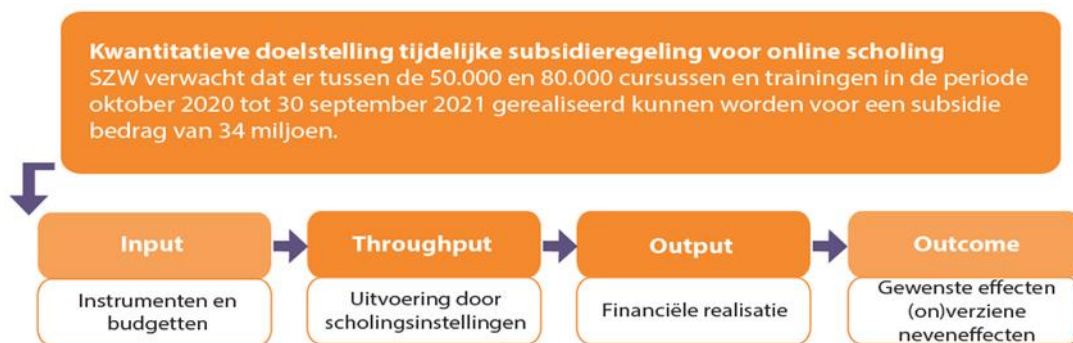 Kwantitatieve doelstelling tijdelijke subsidieregeling voor online scholing
SZW verwacht dat er tussen de 50.000 en 80.000 cursussen en trainingen in de periode
oktober 2020 tot 30 september 2021 gerealiseerd kunnen worden voor een subsidie
bedrag van 34 miljoen.
Input
Instrumenten en
budgetten
Throughput
Uitvoering door
scholingsinstellingen
Output
Financiële realisatie
Outcome
Gewenste effecten
(on)verziene
neveneffecten